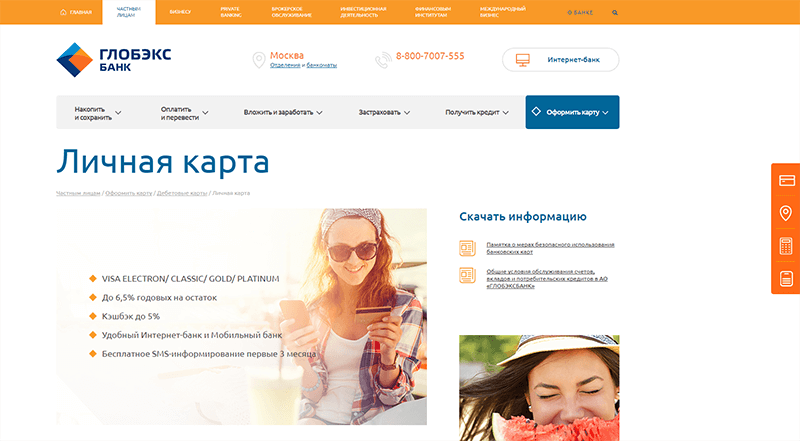 ГЛАВНАЯ
ЧАСТНЫМ
ЛИЦАМ
БИЗНЕСУ
PRIVATE
BANKING
БРОКЕРСКОЕ
ОБСЛУЖИВАНИЕ
ИНВЕСТИЦИОННАЯ
ДЕЯТЕЛЬНОСТЬ
ФИНАНСОВЫМ
ИНСТИТУТАМ
МЕЖДУНАРОДНЫЙ
БИЗНЕС
О БАНКЕ
ГЛОБЭКС
БАНК
Москва
Отделения и банкоматы
8-800-7007-555
Интернет-банк
Накопить
и сохранить
Оплатить
и перевести
Вложить и заработать
Застраховать
Получить кредит
Оформить карту
Личная карта
Частным лицам / Оформить карту / Дебетовые карты / Личная карта
VISA ELECTRON/ CLASSIC/ GOLD/ PLATINUM
До 6,5% годовых на остаток
Кэшбэк до 5%
Удобный Интернет-банк и Мобильный банк
Бесплатное SMS-информирование первые 3 месяца
Скачать информацию
Памятка о мерах безопасного использования
банковских карт
Общие условия обслуживания счетов,
вкладов и потребительских кредитов в АО
«ГЛОБЭКСБАНК»